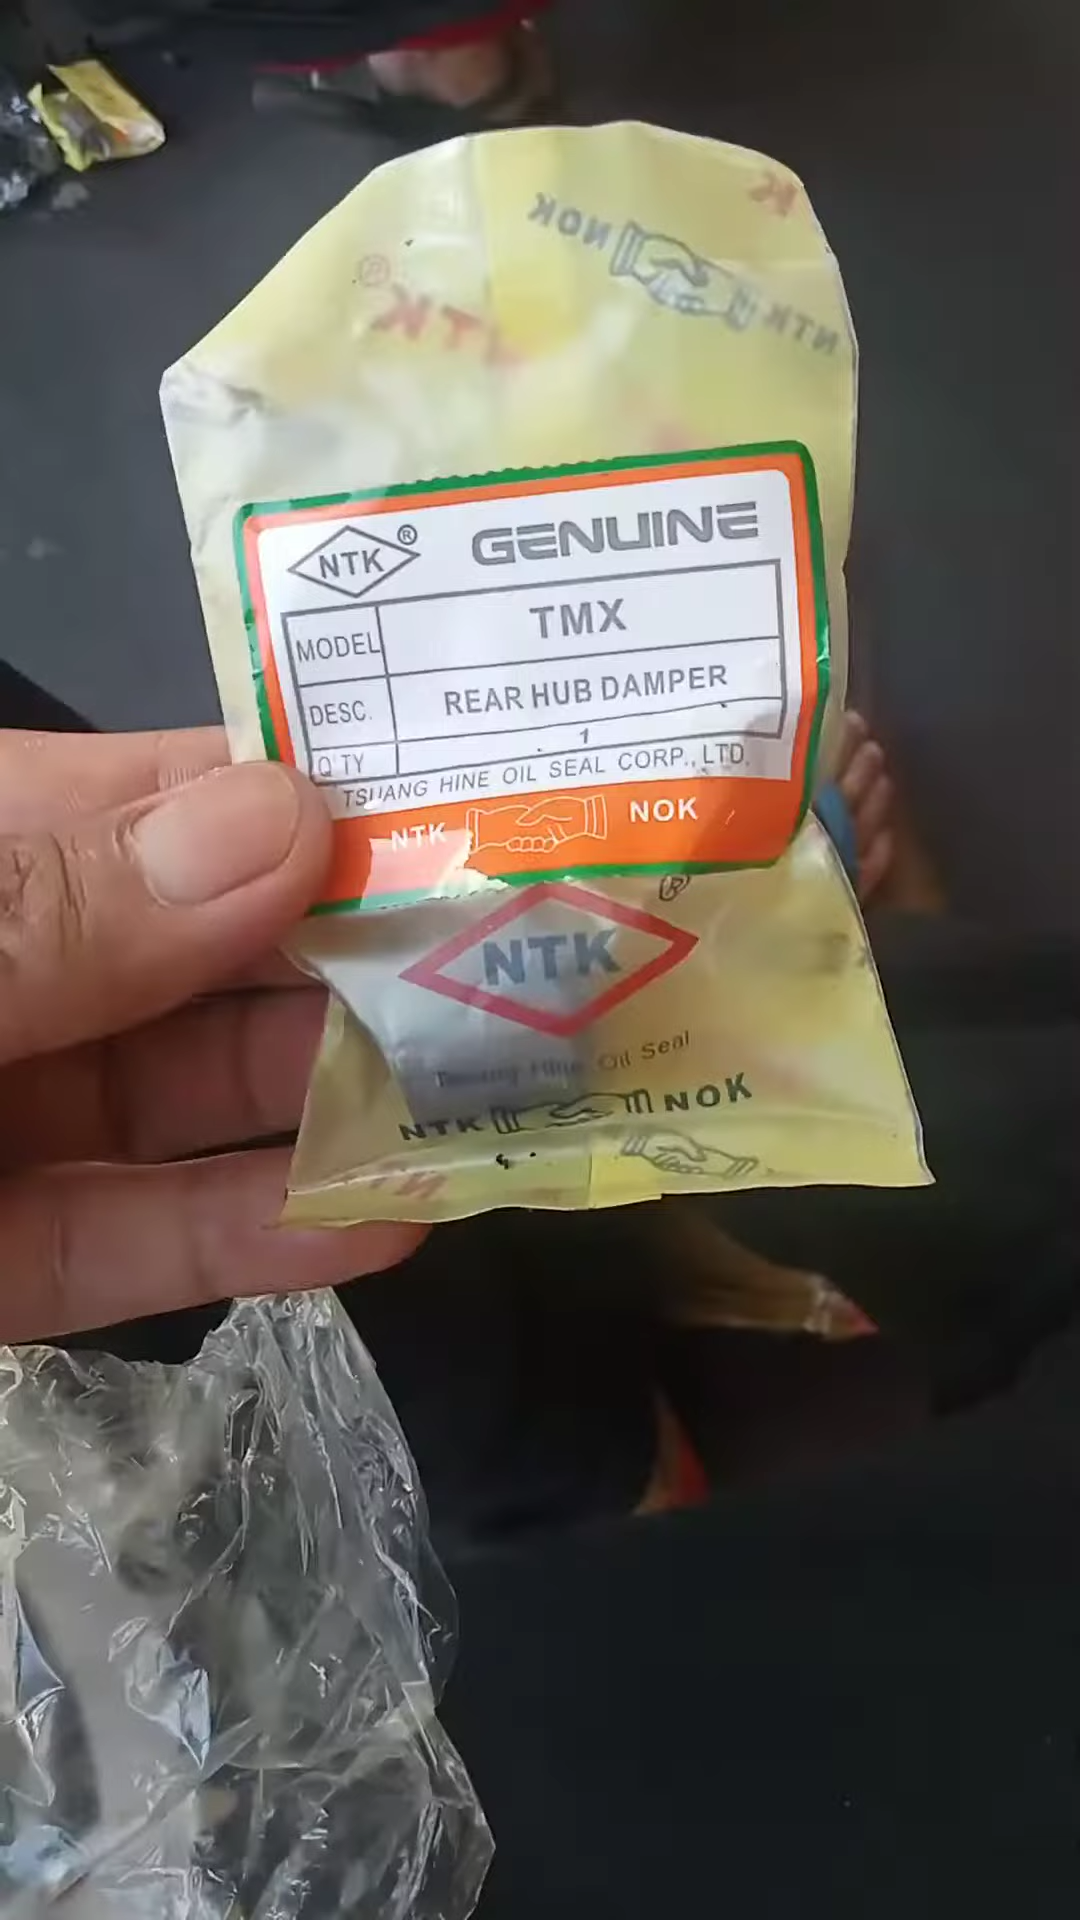 NOK
NTK
NTK ®
NTK® GENUINE
MODEL TMX
DESC. REAR HUB DAMPER
Q'TY 1
TSUANG HINE OIL SEAL CORP., LTD.
NTK NOK
®
NTK
Tsuang Hine Oil Seal
NTK NOK